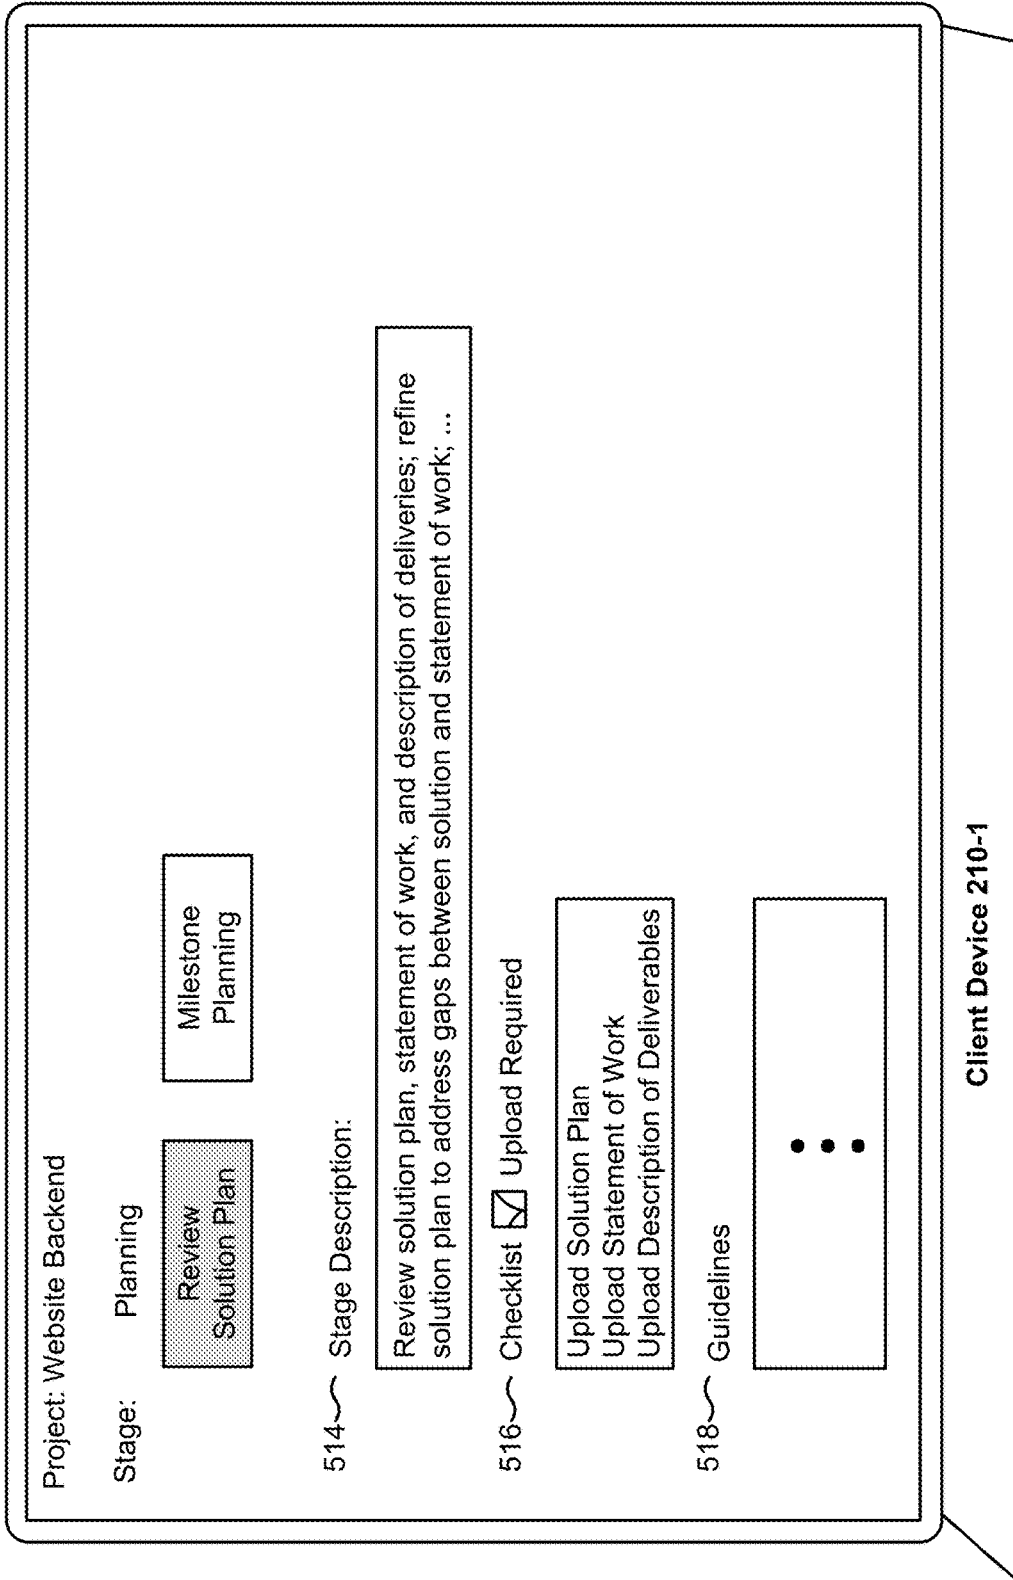 Project: Website Backend
Stage: Planning
Review
Solution Plan
Milestone
Planning
514 Stage Description:
Review solution plan, statement of work, and description of deliveries; refine
solution plan to address gaps between solution and statement of work; ...
516 Checklist Upload Required
Upload Solution Plan
Upload Statement of Work
Upload Description of Deliverables
518 Guidelines
Client Device 210-1